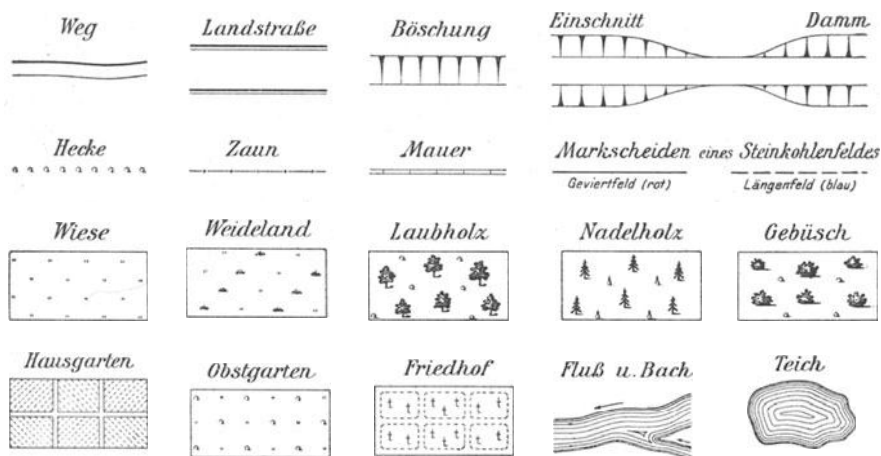 Weg
Landstraße
Böschung
Einschnitt
Damm
Hecke
Zaun
Mauer
Markscheiden eines Steinkohlenfeldes
Geviertfeld (rot)
Längenfeld (blau)
Wiese
Weideland
Laubholz
Nadelholz
Gebüsch
Hausgarten
Obstgarten
Friedhof
Fluß u. Bach
Teich